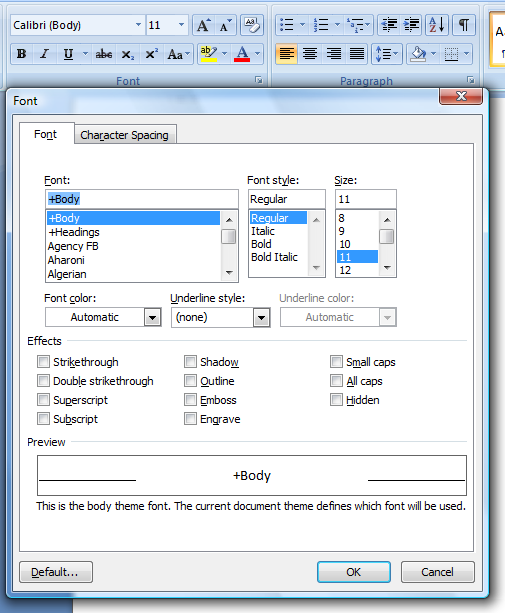 Calibri (Body) 11 A A Aa
B I U abe x₂ x² Aa ab A A Z ¶
Font Paragraph
Font
Font Character Spacing
Font: Font style: Size:
+Body Regular 11
+Body Regular 8
+Headings Italic 9
Agency FB Bold 10
Aharoni Bold Italic 11
Algerian 12
Font color: Underline style: Underline color:
Automatic (none) Automatic
Effects
Strikethrough Shadow Small caps
Double strikethrough Outline All caps
Superscript Emboss Hidden
Subscript Engrave
Preview
+Body
This is the body theme font. The current document theme defines which font will be used.
Default... OK Cancel